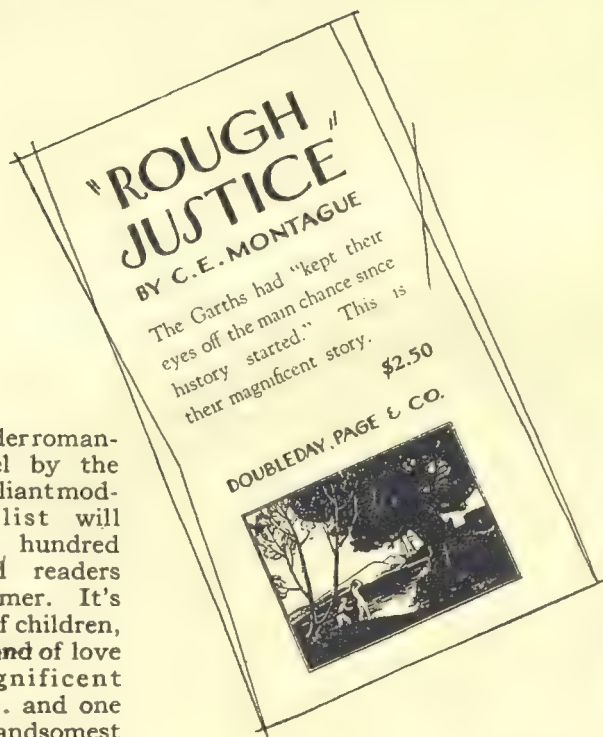 "ROUGH
JUSTICE"
BY C. E. MONTAGUE
The Garths had "kept their
eyes off the main chance since
history started." This is
their magnificent story.
$2.50
DOUBLEDAY, PAGE & CO.
der roman-
el by the
liant mod-
list will
hundred
d readers
mer. It's
f children,
and of love
gnificent
.. and one
andsomest